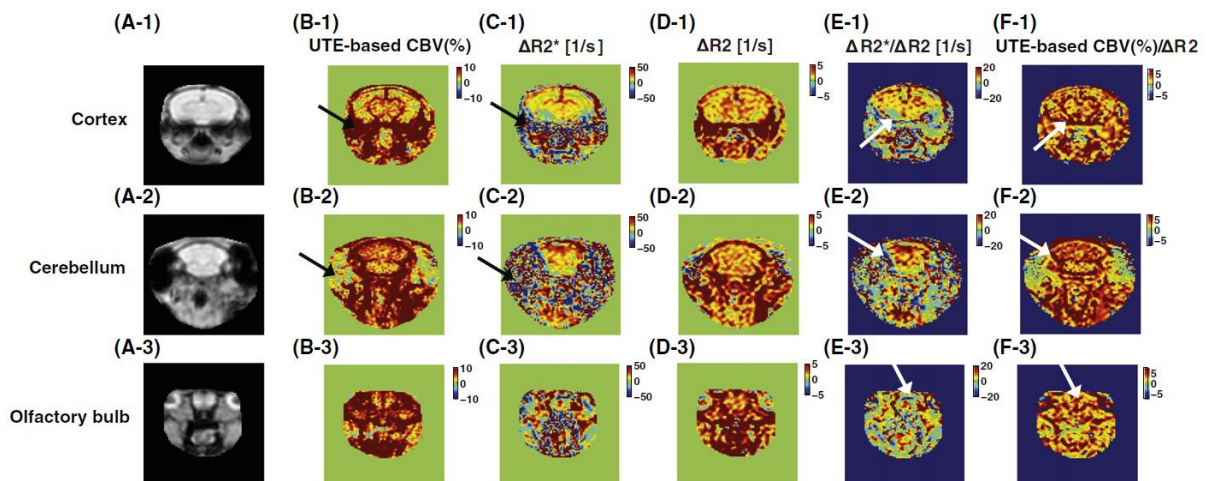 (A-1) (B-1) (C-1) (D-1) (E-1) (F-1)
UTE-based CBV(%) ΔR2* [1/s] ΔR2 [1/s] ΔR2*/ΔR2 [1/s] UTE-based CBV(%)/ΔR2
10 0 −10 50 0 −50 5 0 −5 20 0 −20 5 0 −5
Cortex
(A-2) (B-2) (C-2) (D-2) (E-2) (F-2)
10 0 −10 50 0 −50 5 0 −5 20 0 −20 5 0 −5
Cerebellum
(A-3) (B-3) (C-3) (D-3) (E-3) (F-3)
10 0 −10 50 0 −50 5 0 −5 20 0 −20 5 0 −5
Olfactory bulb